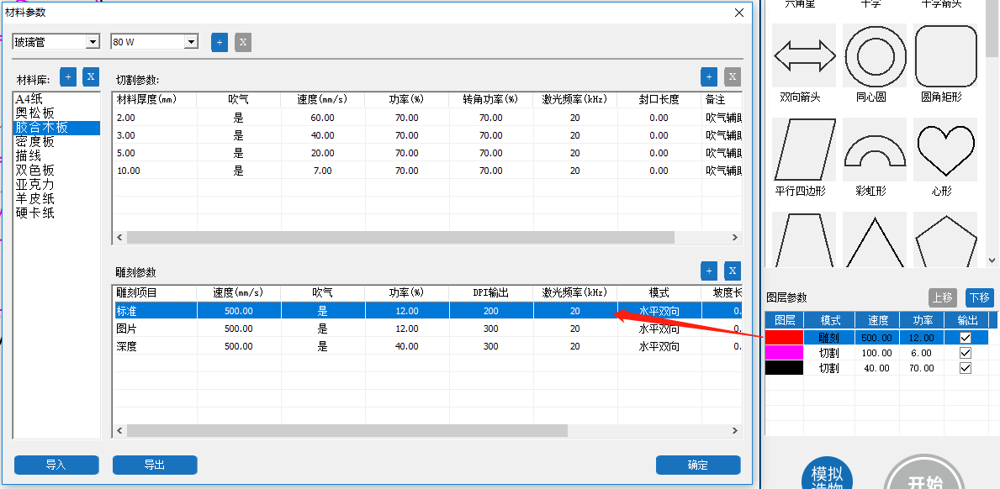 材料参数
玻璃管 80 W + X
材料库: + X
A4纸
奥松板
胶合木板
密度板
描线
双色板
亚克力
羊皮纸
硬卡纸
切割参数: + X
材料厚度(mm) 吹气 速度(mm/s) 功率(%) 转角功率(%) 激光频率(kHz) 封口长度 备注
2.00 是 60.00 70.00 70.00 20 0.00 吹气辅助
3.00 是 40.00 70.00 70.00 20 0.00 吹气辅助
5.00 是 20.00 70.00 70.00 20 0.00 吹气辅助
10.00 是 7.00 70.00 70.00 20 0.00 吹气辅助
雕刻参数 + X
雕刻项目 速度(mm/s) 吹气 功率(%) DPI输出 激光频率(kHz) 模式 坡度长
标准 500.00 是 12.00 200 20 水平双向 0.
图片 500.00 是 12.00 300 20 水平双向 0.
深度 500.00 是 40.00 300 20 水平双向 0.
导入 导出 确定
六角星 十字 十字箭头
双向箭头 同心圆 圆角矩形
平行四边形 彩虹形 心形
图层参数 上移 下移
图层 模式 速度 功率 输出
雕刻 500.00 12.00
切割 100.00 6.00
切割 40.00 70.00
模拟
造物
开始